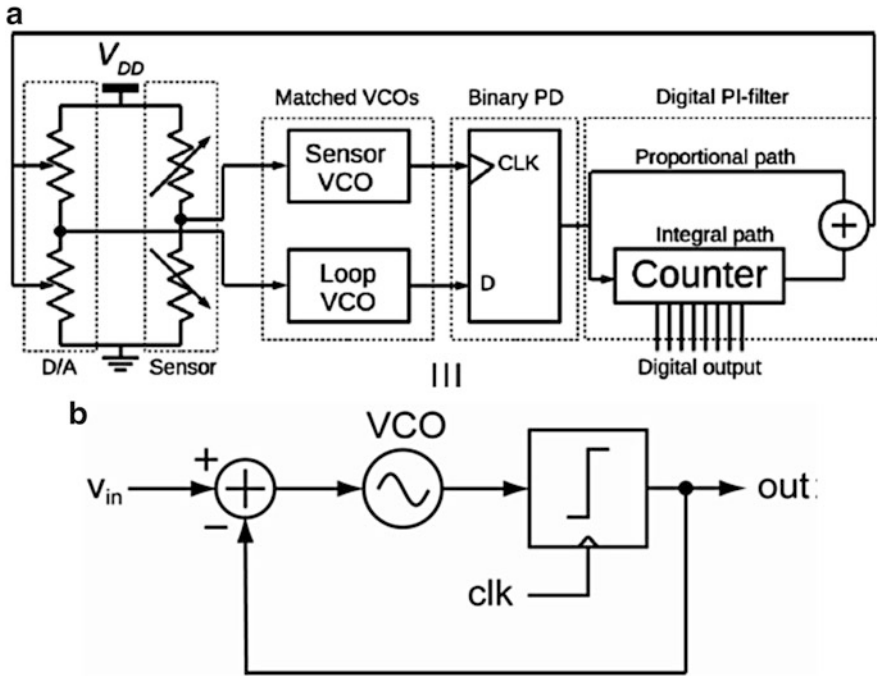 a
V_DD
Matched VCOs
Binary PD
Digital PI-filter
Sensor VCO
CLK
Proportional path
+
Integral path
Loop VCO
D
Counter
D/A
Sensor
Digital output
b
VCO
+
v_in
+
−
out
clk